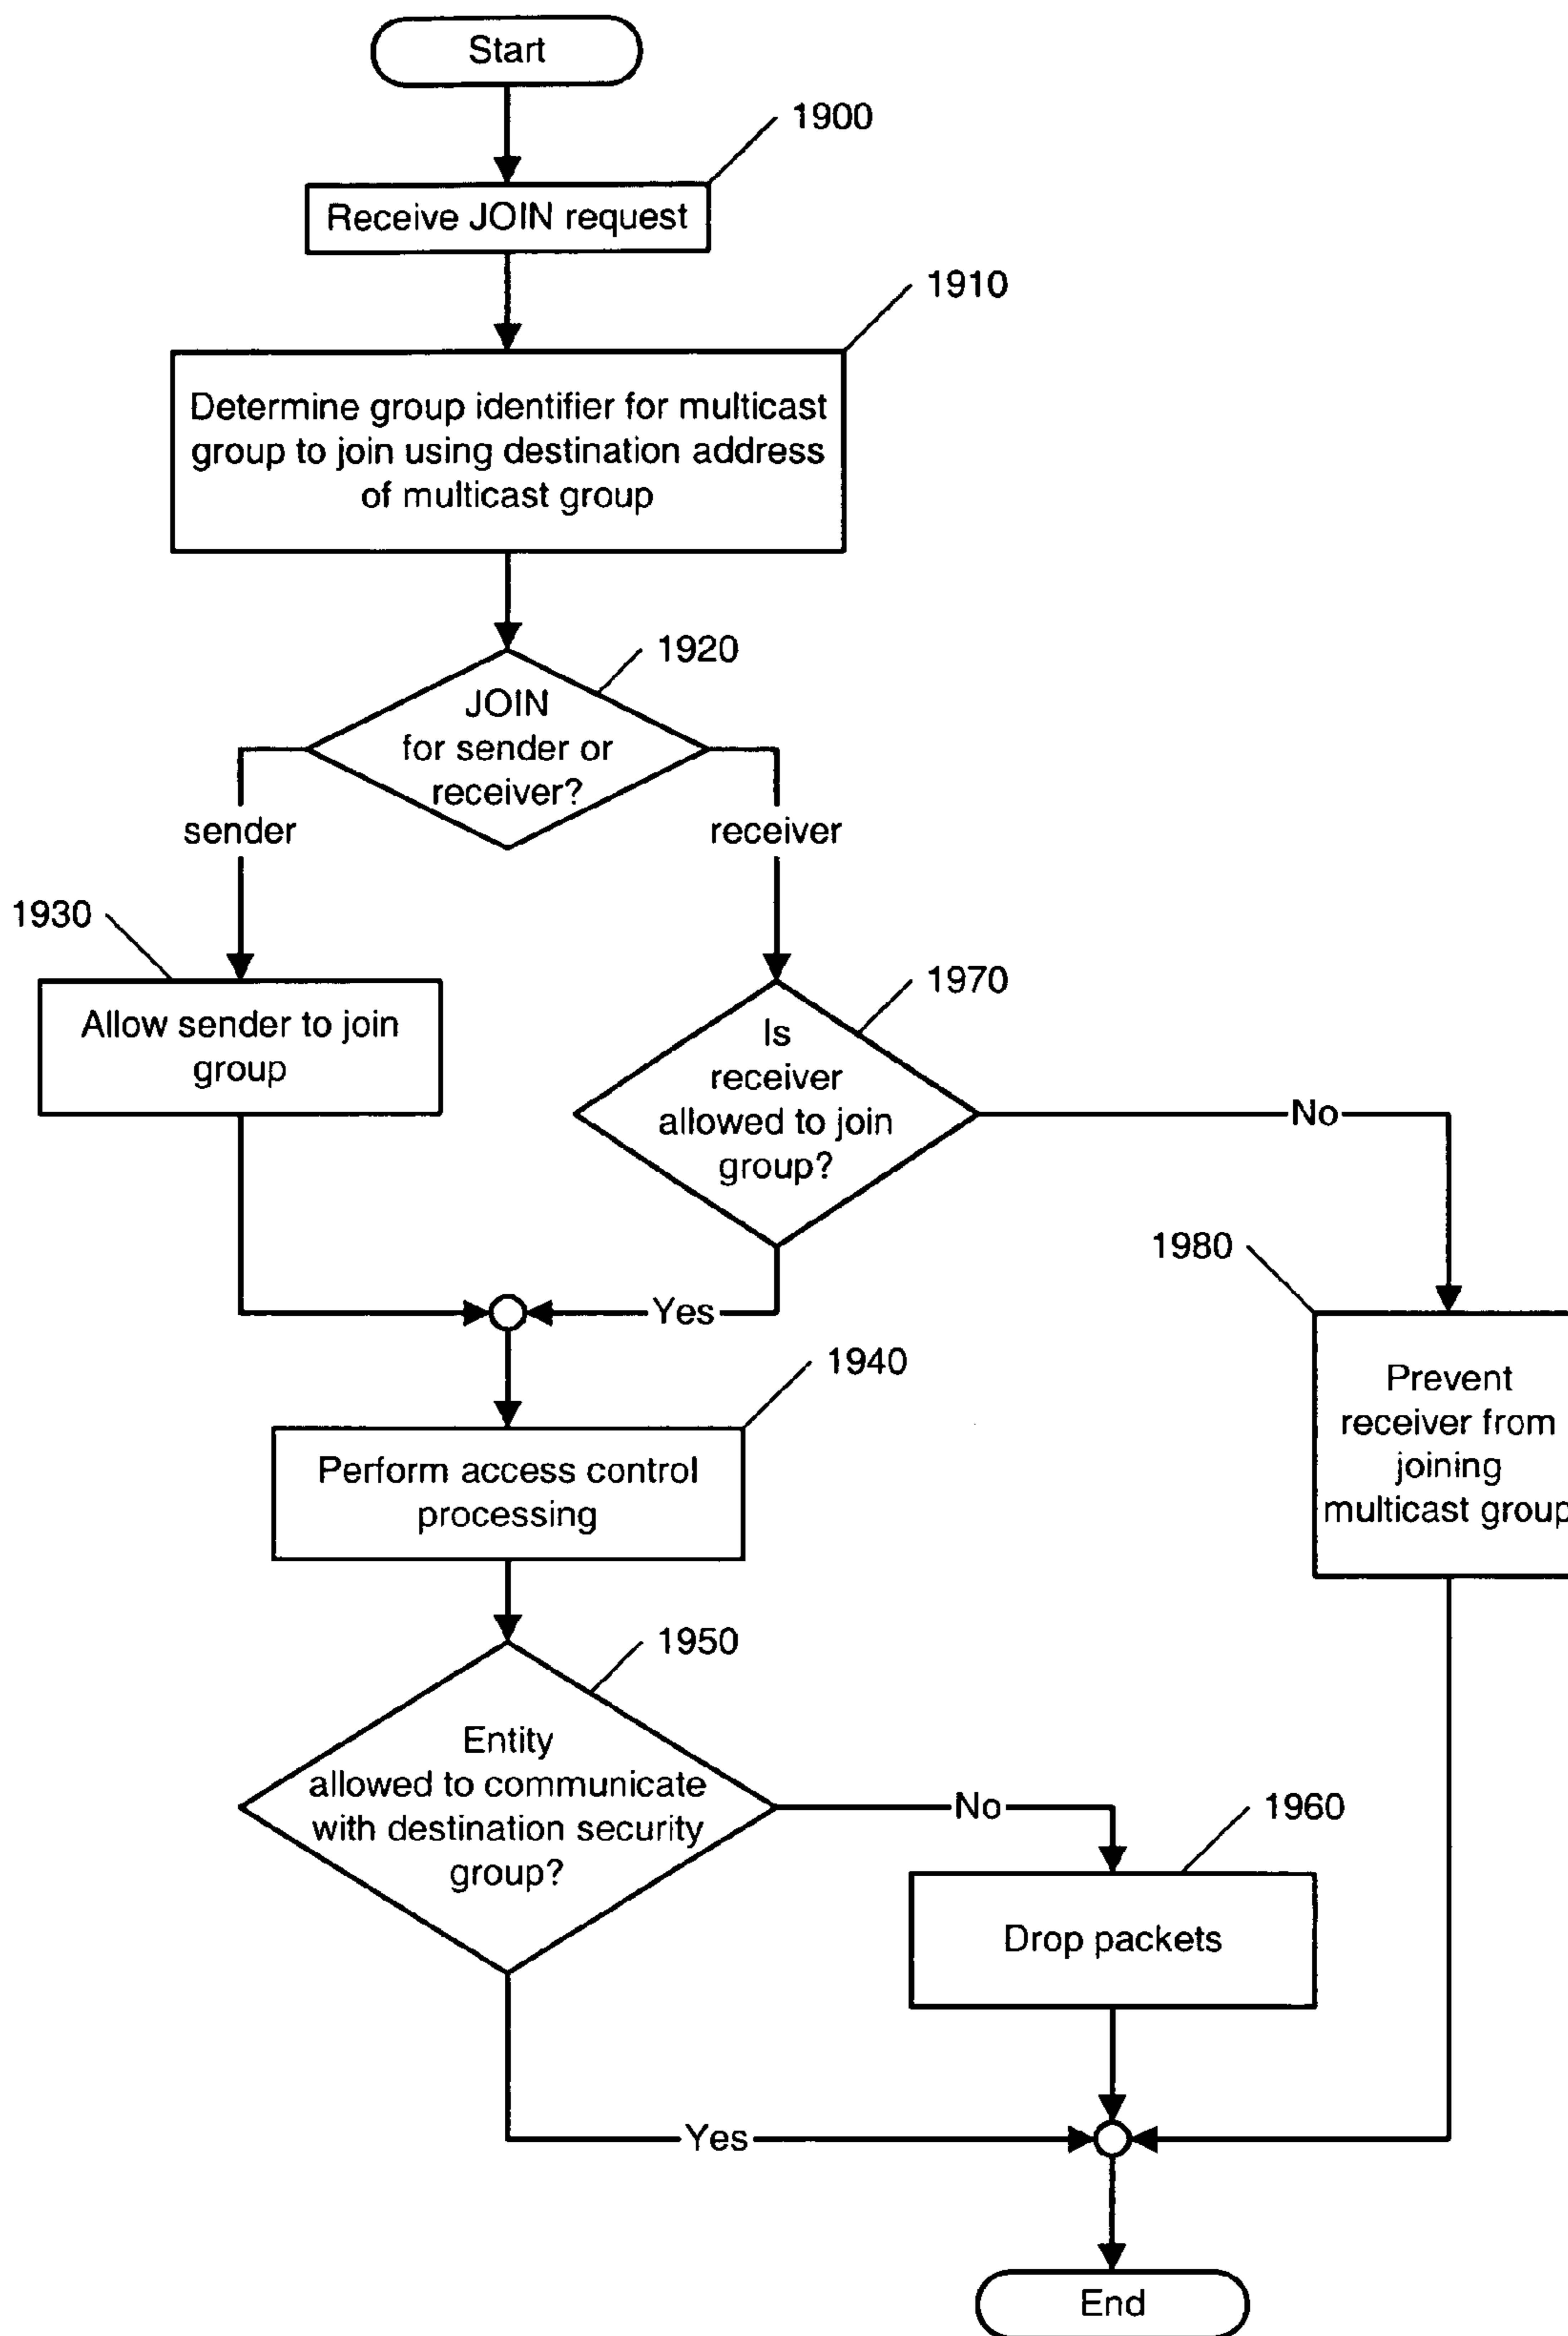 Start
1900
Receive JOIN request
1910
Determine group identifier for multicast
group to join using destination address
of multicast group
1920
JOIN
for sender or
receiver?
sender
receiver
1930
Allow sender to join
group
1970
Is
receiver
allowed to join
group?
No
1980
Yes
Prevent
receiver from
joining
multicast group
1940
Perform access control
processing
1950
Entity
allowed to communicate
with destination security
group?
No
1960
Drop packets
Yes
End